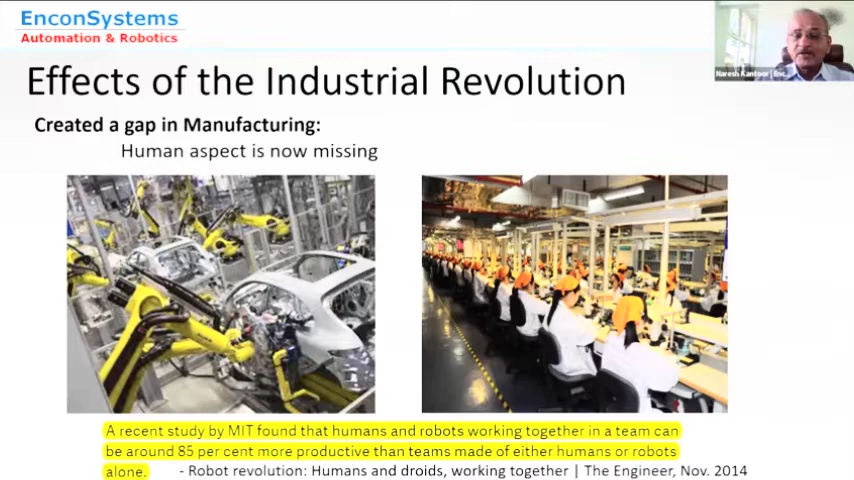 EnconSystems
Automation & Robotics
Effects of the Industrial Revolution
Created a gap in Manufacturing:
Human aspect is now missing
A recent study by MIT found that humans and robots working together in a team can
be around 85 per cent more productive than teams made of either humans or robots
alone. - Robot revolution: Humans and droids, working together | The Engineer, Nov. 2014